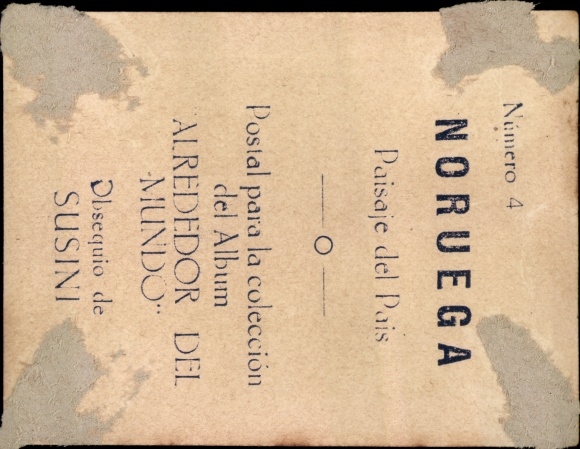 Número 4
NORUEGA
Paisaje del Pais
Postal para la colección
del Album
"ALREDEDOR DEL
MUNDO"
Obsequio de
SUSINI